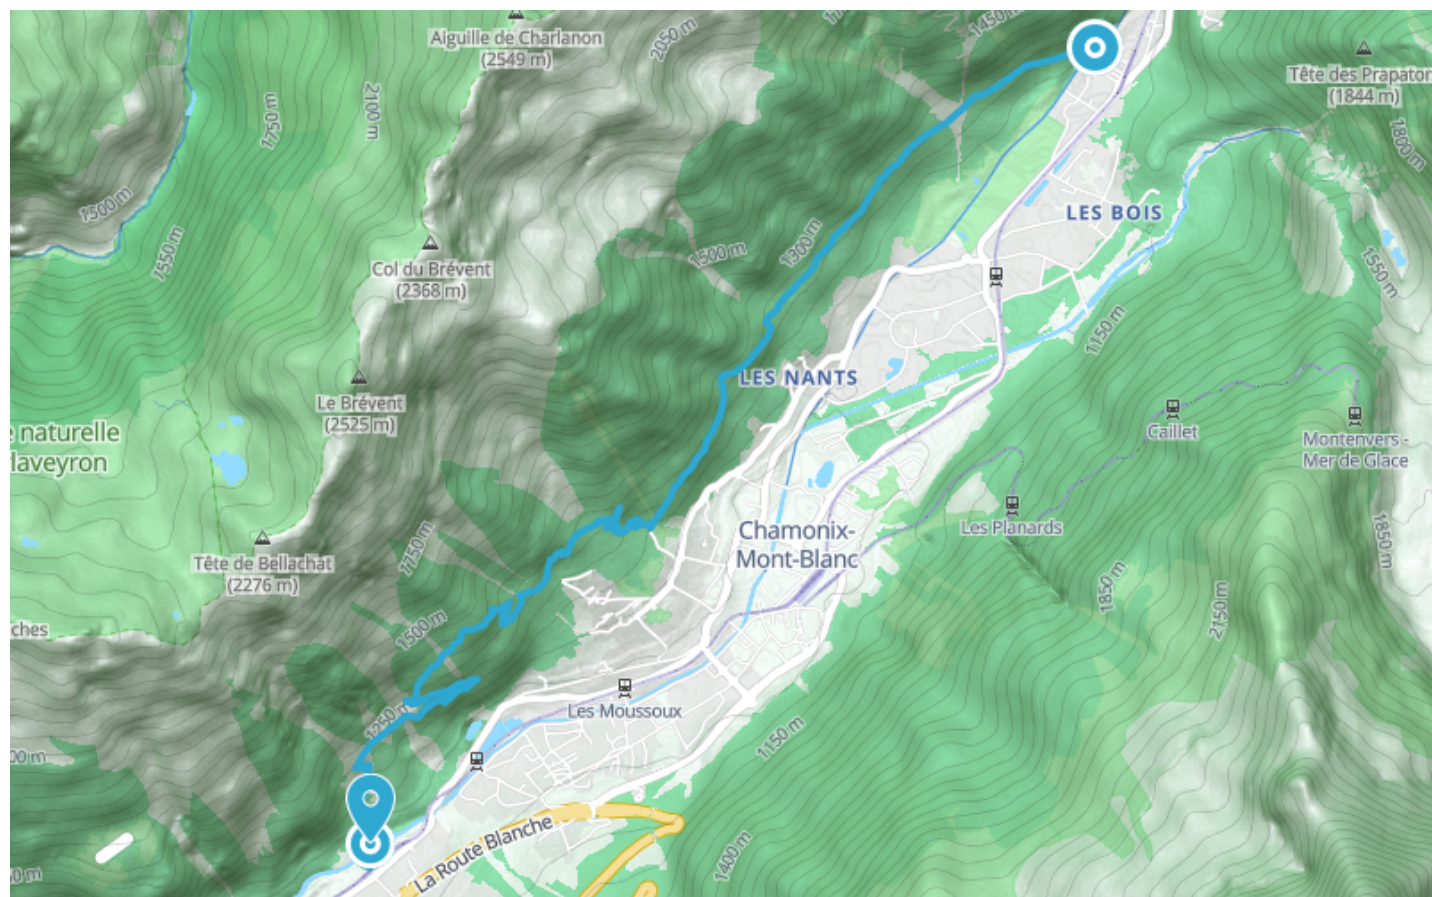 Aiguille de Charlanon
(2549 m)
2050 m
1450 m
Tête des Prapator
(1844 m)
1750 m
2100 m
1800 m
1500 m
LES BOIS
1550 m
1500 m
1300 m
Col du Brévent
(2368 m)
1550 m
1150 m
LES NANTS
Le Brévent
(2525 m)
e naturelle
laveyron
Caillet
Montenvers -
Mer de Glace
Les Planards
Chamonix-
Mont-Blanc
1750 m
1850 m
Tête de Bellachat
(2276 m)
1850 m
2150 m
ches
1500 m
Les Moussoux
1250 m
1150 m
00 m
La Route Blanche
1400 m